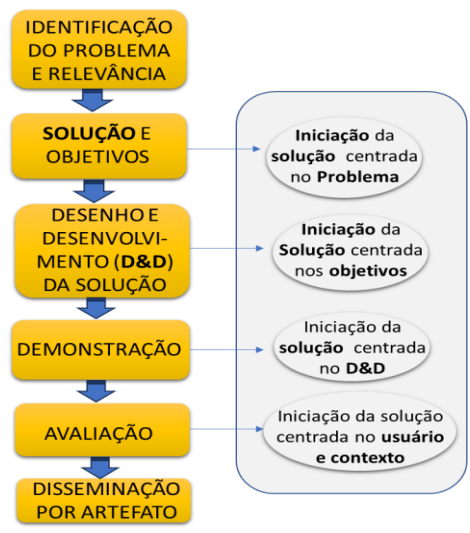 IDENTIFICAÇÃO
DO PROBLEMA
E RELEVÂNCIA
SOLUÇÃO E
OBJETIVOS
Iniciação da
solução centrada
no Problema
DESENHO E
DESENVOLVI-
MENTO (D&D)
DA SOLUÇÃO
Iniciação da
Solução centrada
nos objetivos
DEMONSTRAÇÃO
Iniciação da
solução centrada
no D&D
AVALIAÇÃO
Iniciação da solução
centrada no usuário
e contexto
DISSEMINAÇÃO
POR ARTEFATO